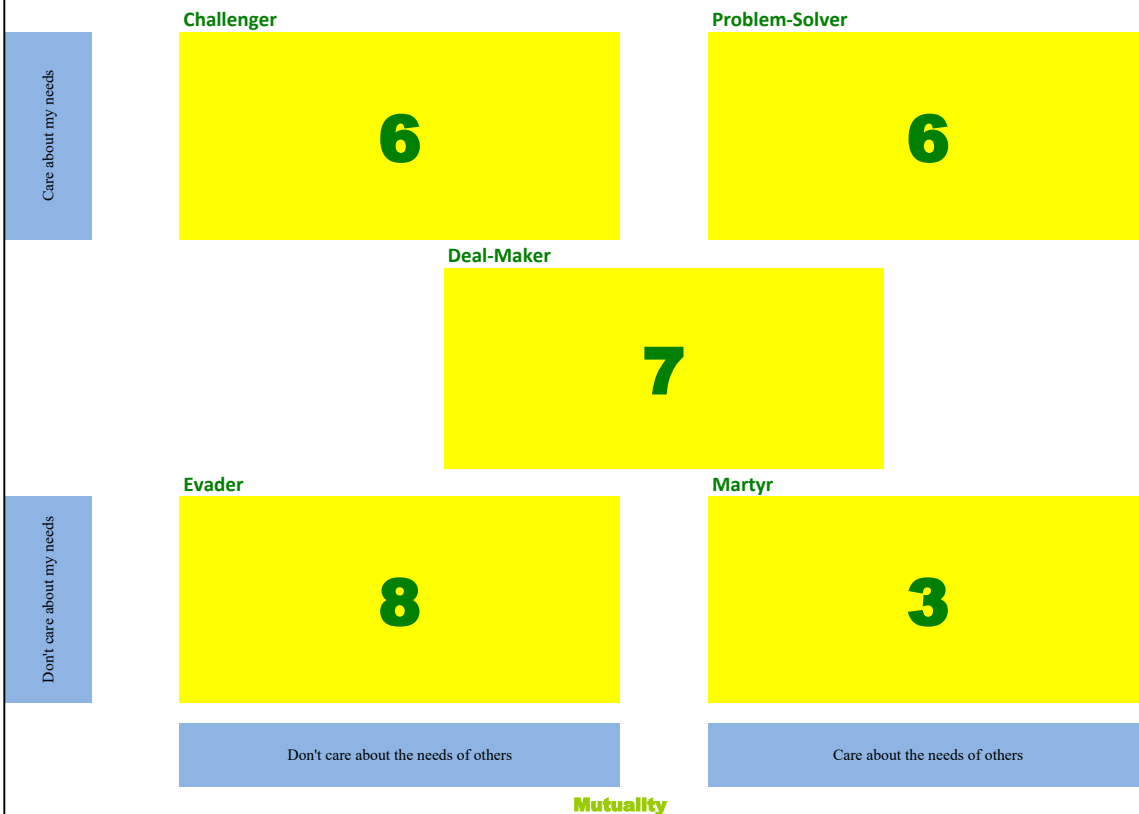 Challenger
Problem-Solver
Care about my needs
6
6
Deal-Maker
7
Evader
Martyr
Don't care about my needs
8
3
Don't care about the needs of others
Care about the needs of others
Mutuality